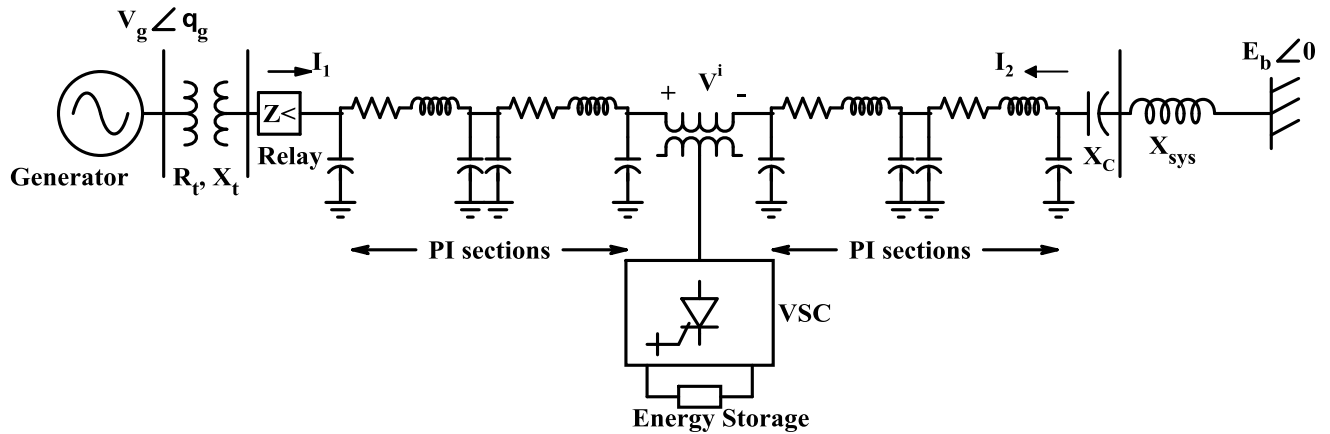 V_g∠q_g
I_1
V^i
+ -
I_2
E_b∠0
Z<
Relay
Generator
R_t, X_t
X_C
X_sys
PI sections
PI sections
VSC
Energy Storage